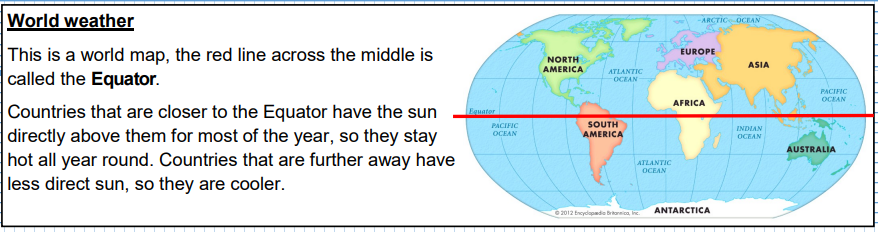 World weather
This is a world map, the red line across the middle is
called the Equator.
Countries that are closer to the Equator have the sun
directly above them for most of the year, so they stay
hot all year round. Countries that are further away have
less direct sun, so they are cooler.
ARCTIC OCEAN
NORTH
AMERICA
EUROPE
ASIA
ATLANTIC
OCEAN
PACIFIC
OCEAN
AFRICA
Equator
PACIFIC
OCEAN
SOUTH
AMERICA
INDIAN
OCEAN
AUSTRALIA
ATLANTIC
OCEAN
ANTARCTICA
© 2012 Encyclopædia Britannica, Inc.